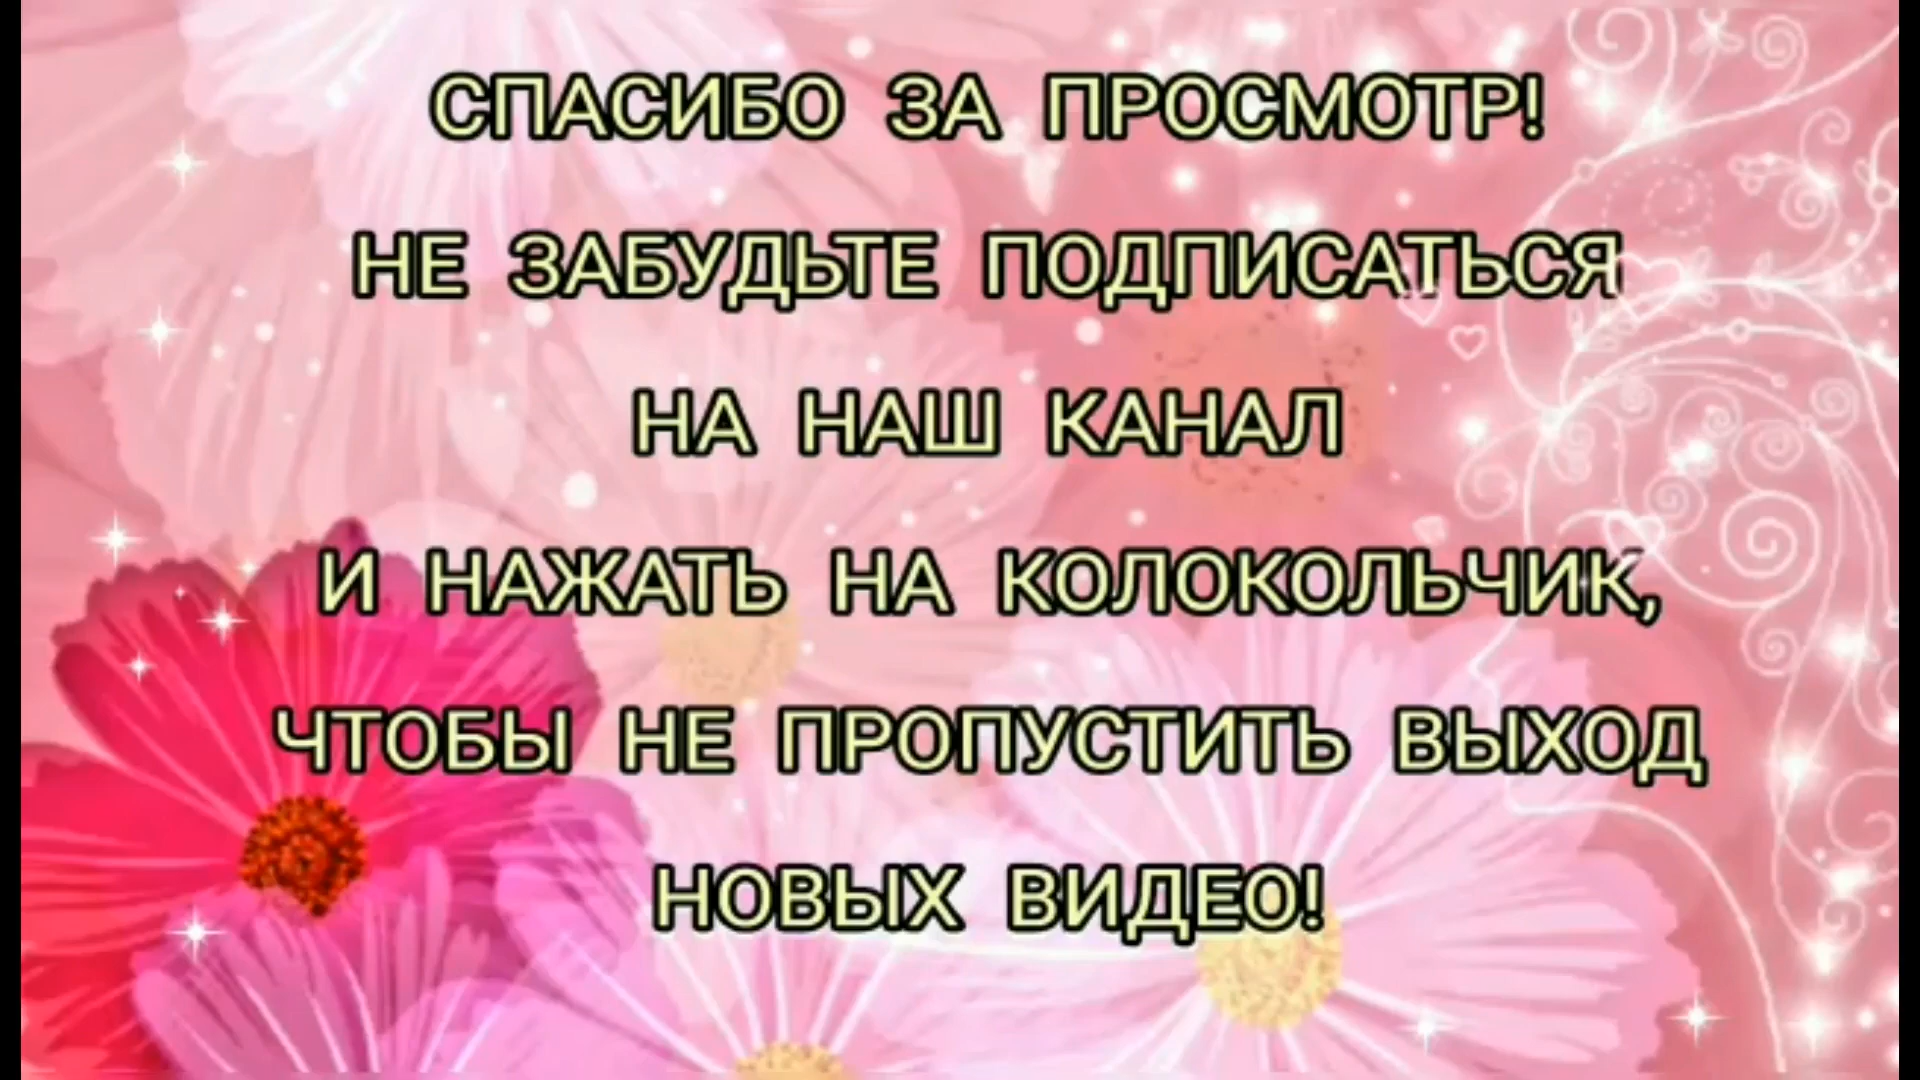 СПАСИБО ЗА ПРОСМОТР!
НЕ ЗАБУДЬТЕ ПОДПИСАТЬСЯ
НА НАШ КАНАЛ
И НАЖАТЬ НА КОЛОКОЛЬЧИК,
ЧТОБЫ НЕ ПРОПУСТИТЬ ВЫХОД
НОВЫХ ВИДЕО!